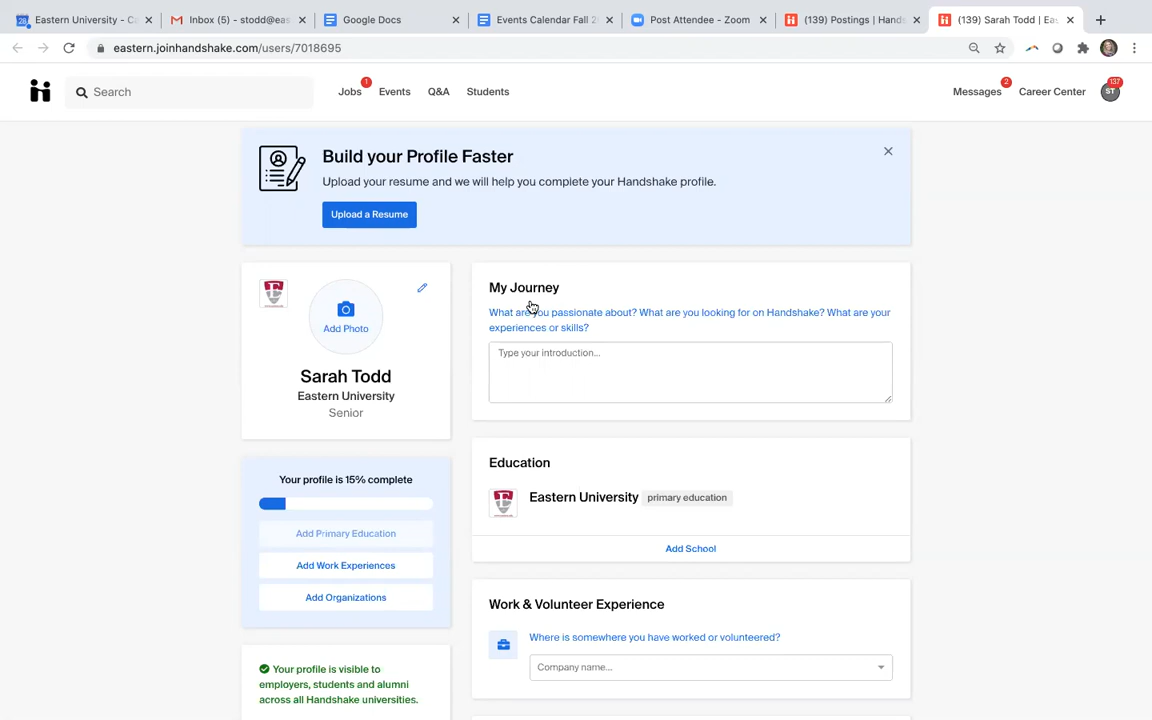 Eastern University - C
Inbox (5) - stodd@eas
Google Docs
Events Calendar Fall 2
Post Attendee - Zoom
(139) Postings | Hands
(139) Sarah Todd | Eas
eastern.joinhandshake.com/users/7018695
Search
Jobs
1
Events
Q&A
Students
Messages
2
Career Center
ST
137
Build your Profile Faster
Upload your resume and we will help you complete your Handshake profile.
Upload a Resume
Add Photo
Sarah Todd
Eastern University
Senior
My Journey
What are you passionate about? What are you looking for on Handshake? What are your
experiences or skills?
Type your introduction...
Your profile is 15% complete
Add Primary Education
Add Work Experiences
Add Organizations
Education
Eastern University primary education
Add School
Work & Volunteer Experience
Where is somewhere you have worked or volunteered?
Company name...
Your profile is visible to
employers, students and alumni
across all Handshake universities.